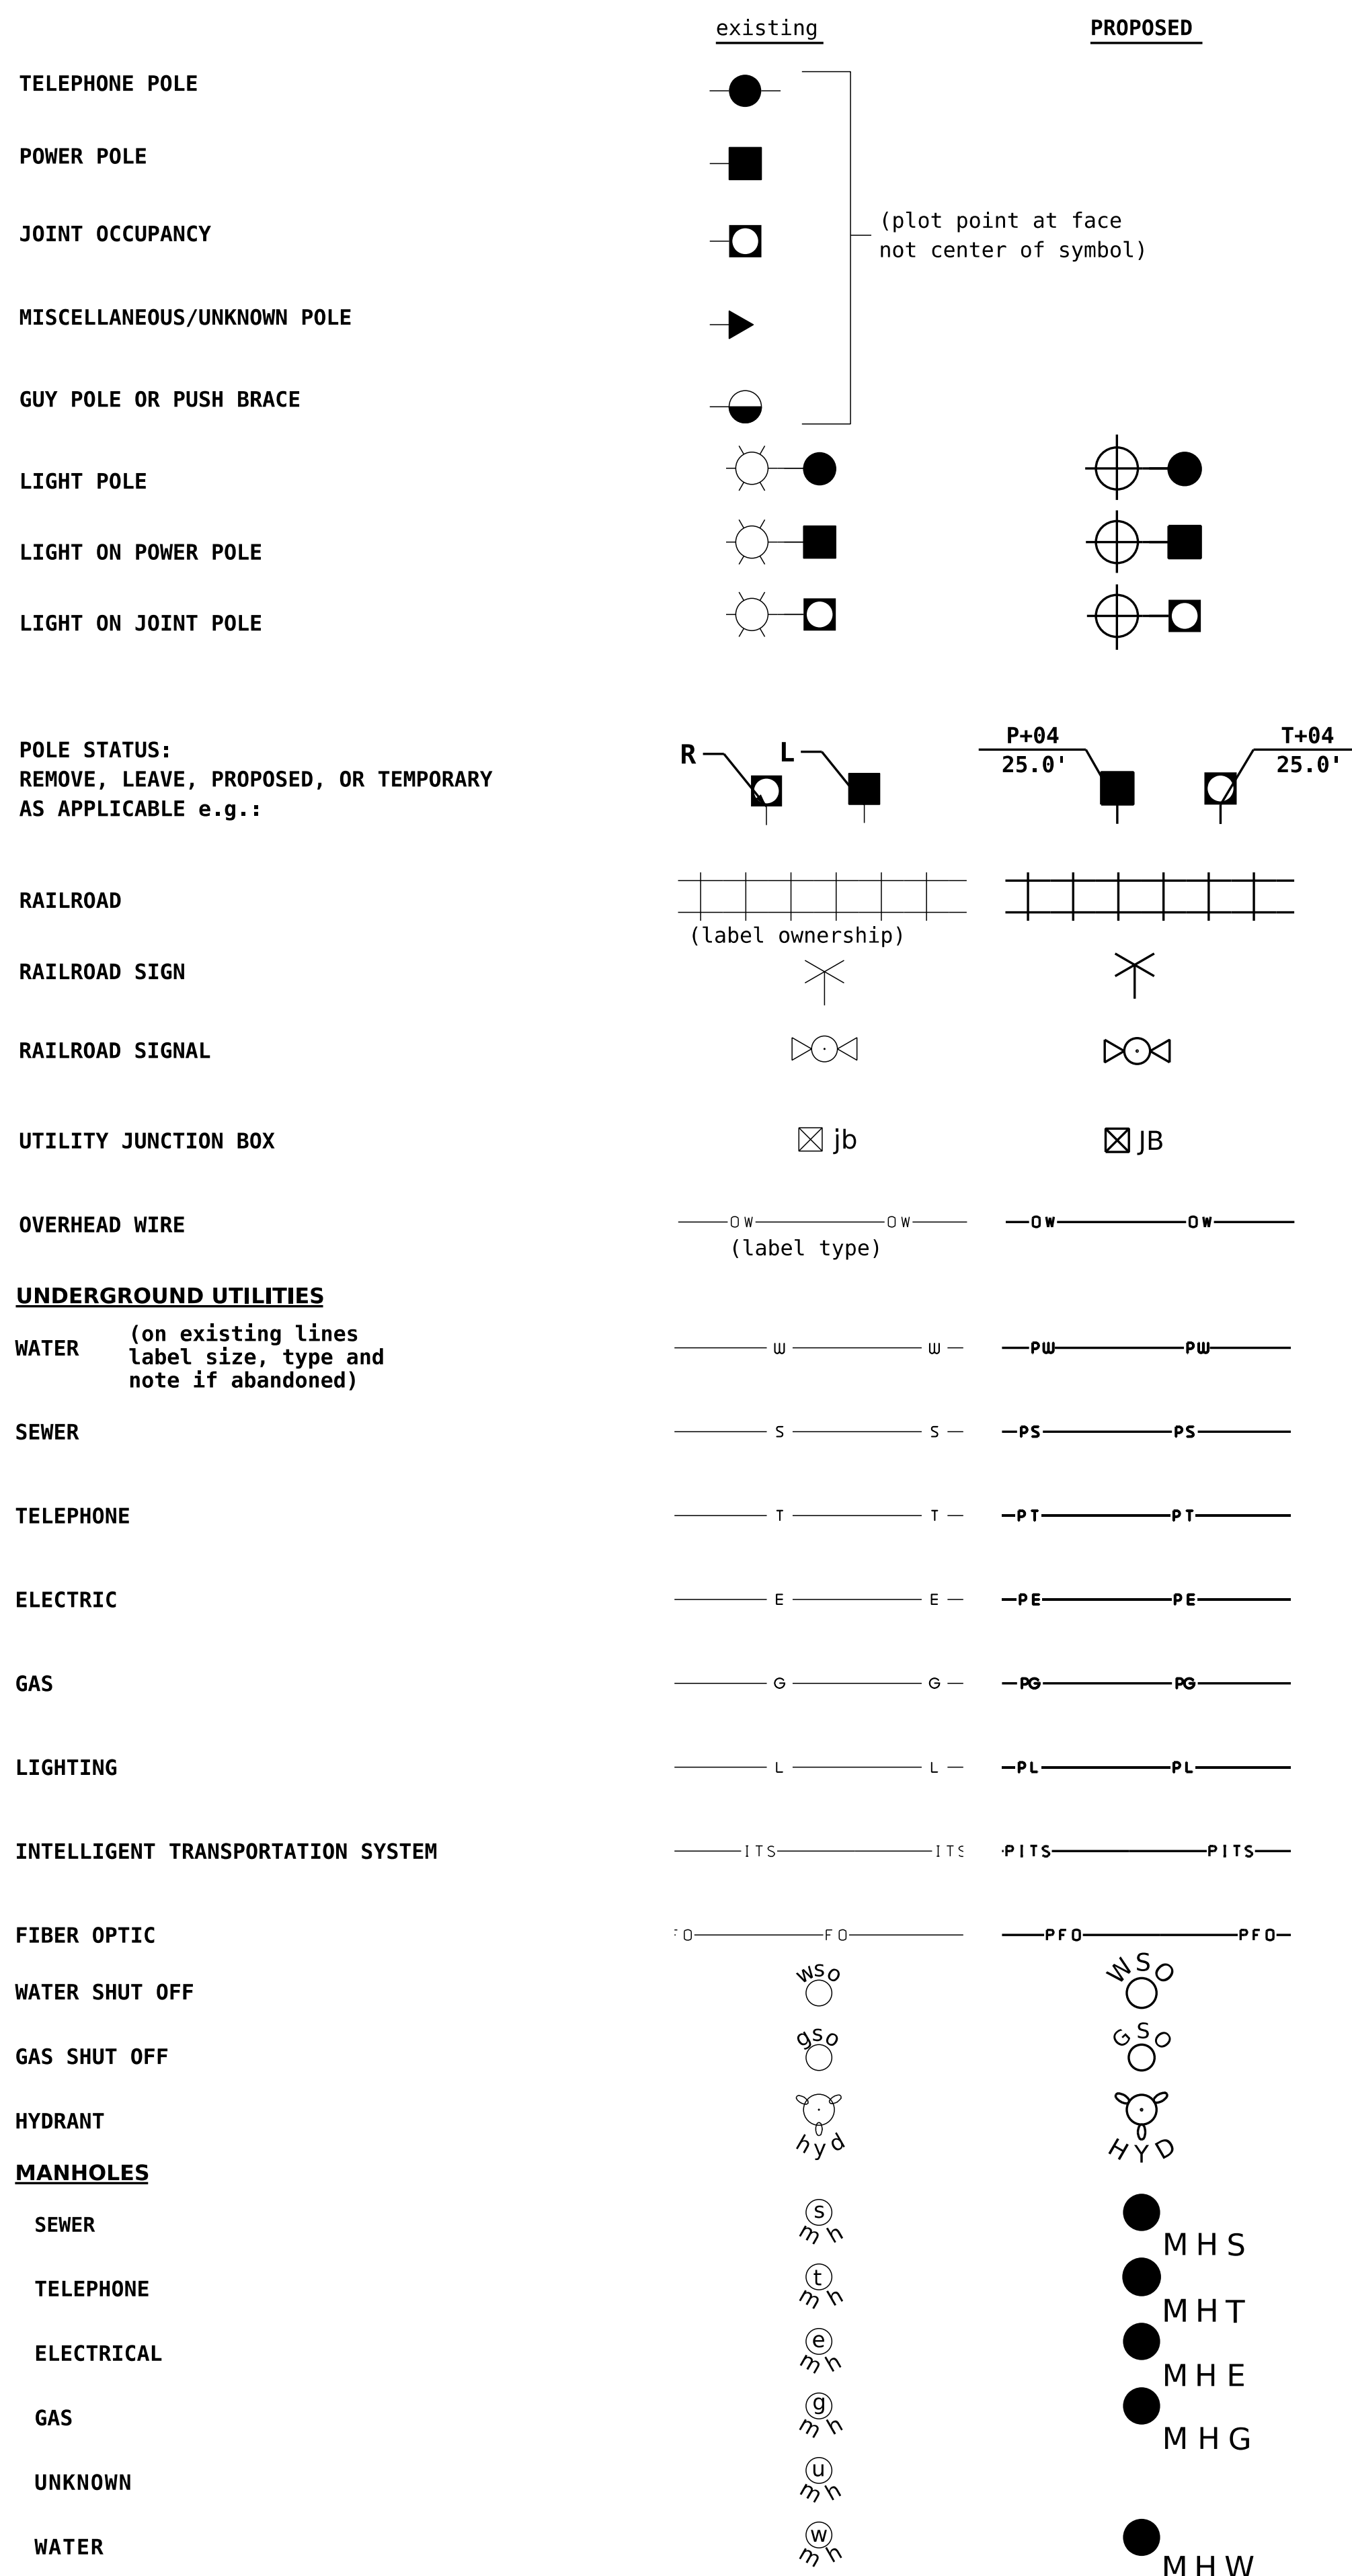 existing PROPOSED
TELEPHONE POLE
POWER POLE
(plot point at face
JOINT OCCUPANCY
not center of symbol)
MISCELLANEOUS/UNKNOWN POLE
GUY POLE OR PUSH BRACE
LIGHT POLE
LIGHT ON POWER POLE
LIGHT ON JOINT POLE
R L P+04 T+04
POLE STATUS:
25.0' 25.0'
REMOVE, LEAVE, PROPOSED, OR TEMPORARY
AS APPLICABLE e.g.:
RAILROAD
(label ownership)
RAILROAD SIGN
RAILROAD SIGNAL
UTILITY JUNCTION BOX jb JB
OVERHEAD WIRE OW OW OW OW
(label type)
UNDERGROUND UTILITIES
(on existing lines
WATER W W PW PW
label size, type and
note if abandoned)
SEWER S S PS PS
TELEPHONE T T PT PT
ELECTRIC E E PE PE
GAS G G PG PG
LIGHTING L L PL PL
INTELLIGENT TRANSPORTATION SYSTEM ITS ITS PITS PITS
FIBER OPTIC FO FO PFO PFO
WATER SHUT OFF wso WSO
GAS SHUT OFF gso GSO
HYDRANT hyd HYD
MANHOLES
SEWER s mh MHS
TELEPHONE t mh MHT
ELECTRICAL e mh MHE
GAS g mh MHG
UNKNOWN u mh
WATER w mh MHW